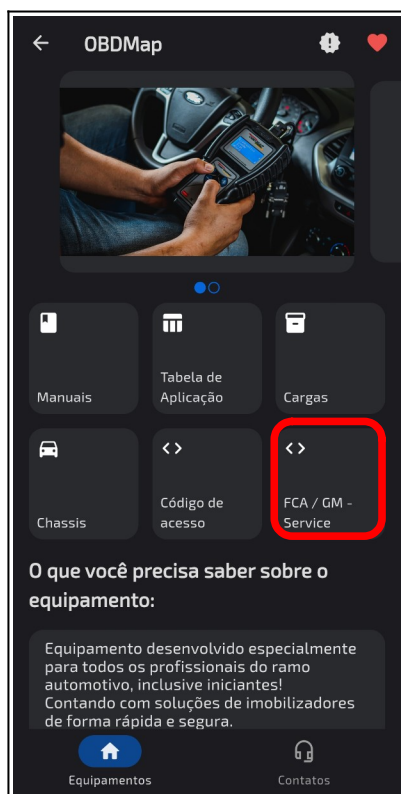 OBDMap
Manuais
Tabela de
Aplicação
Cargas
Chassis
Código de
acesso
FCA / GM -
Service
O que você precisa saber sobre o
equipamento:
Equipamento desenvolvido especialmente
para todos os profissionais do ramo
automotivo, inclusive iniciantes!
Contando com soluções de imobilizadores
de forma rápida e segura.
Equipamentos
Contatos